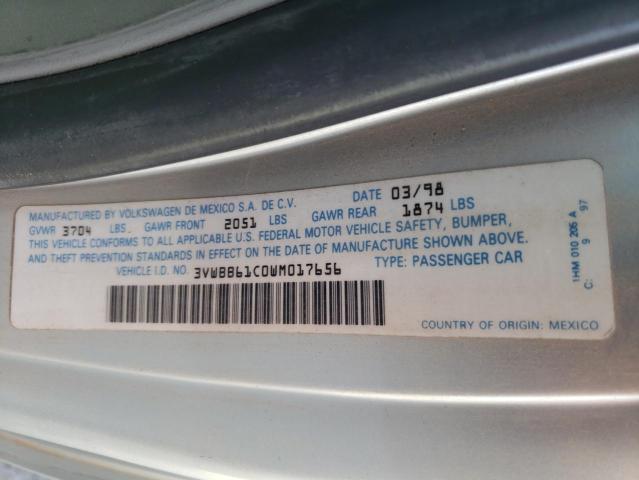 MANUFACTURED BY VOLKSWAGEN DE MEXICO S.A. DE C.V. DATE 03/98
GVWR 3704 LBS. GAWR FRONT 2051 LBS GAWR REAR 1874 LBS
THIS VEHICLE CONFORMS TO ALL APPLICABLE U.S. FEDERAL MOTOR VEHICLE SAFETY, BUMPER,
AND THEFT PREVENTION STANDARDS IN EFFECT ON THE DATE OF MANUFACTURE SHOWN ABOVE.
VEHICLE I.D. NO. 3VWBB61C0WM017656 TYPE: PASSENGER CAR
COUNTRY OF ORIGIN: MEXICO
1HM 010 205 A
C: 9 97